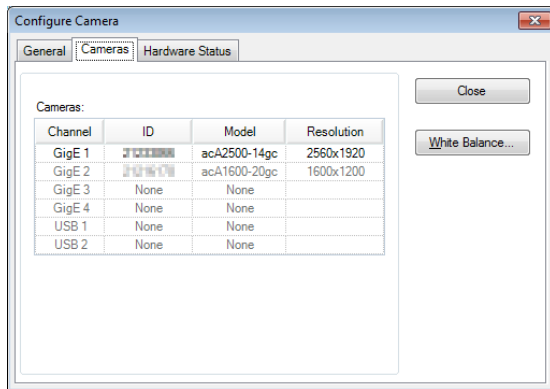 Configure Camera
General Cameras Hardware Status
Close
Cameras:
White Balance...
Channel ID Model Resolution
GigE 1 acA2500-14gc 2560x1920
GigE 2 acA1600-20gc 1600x1200
GigE 3 None None
GigE 4 None None
USB 1 None None
USB 2 None None